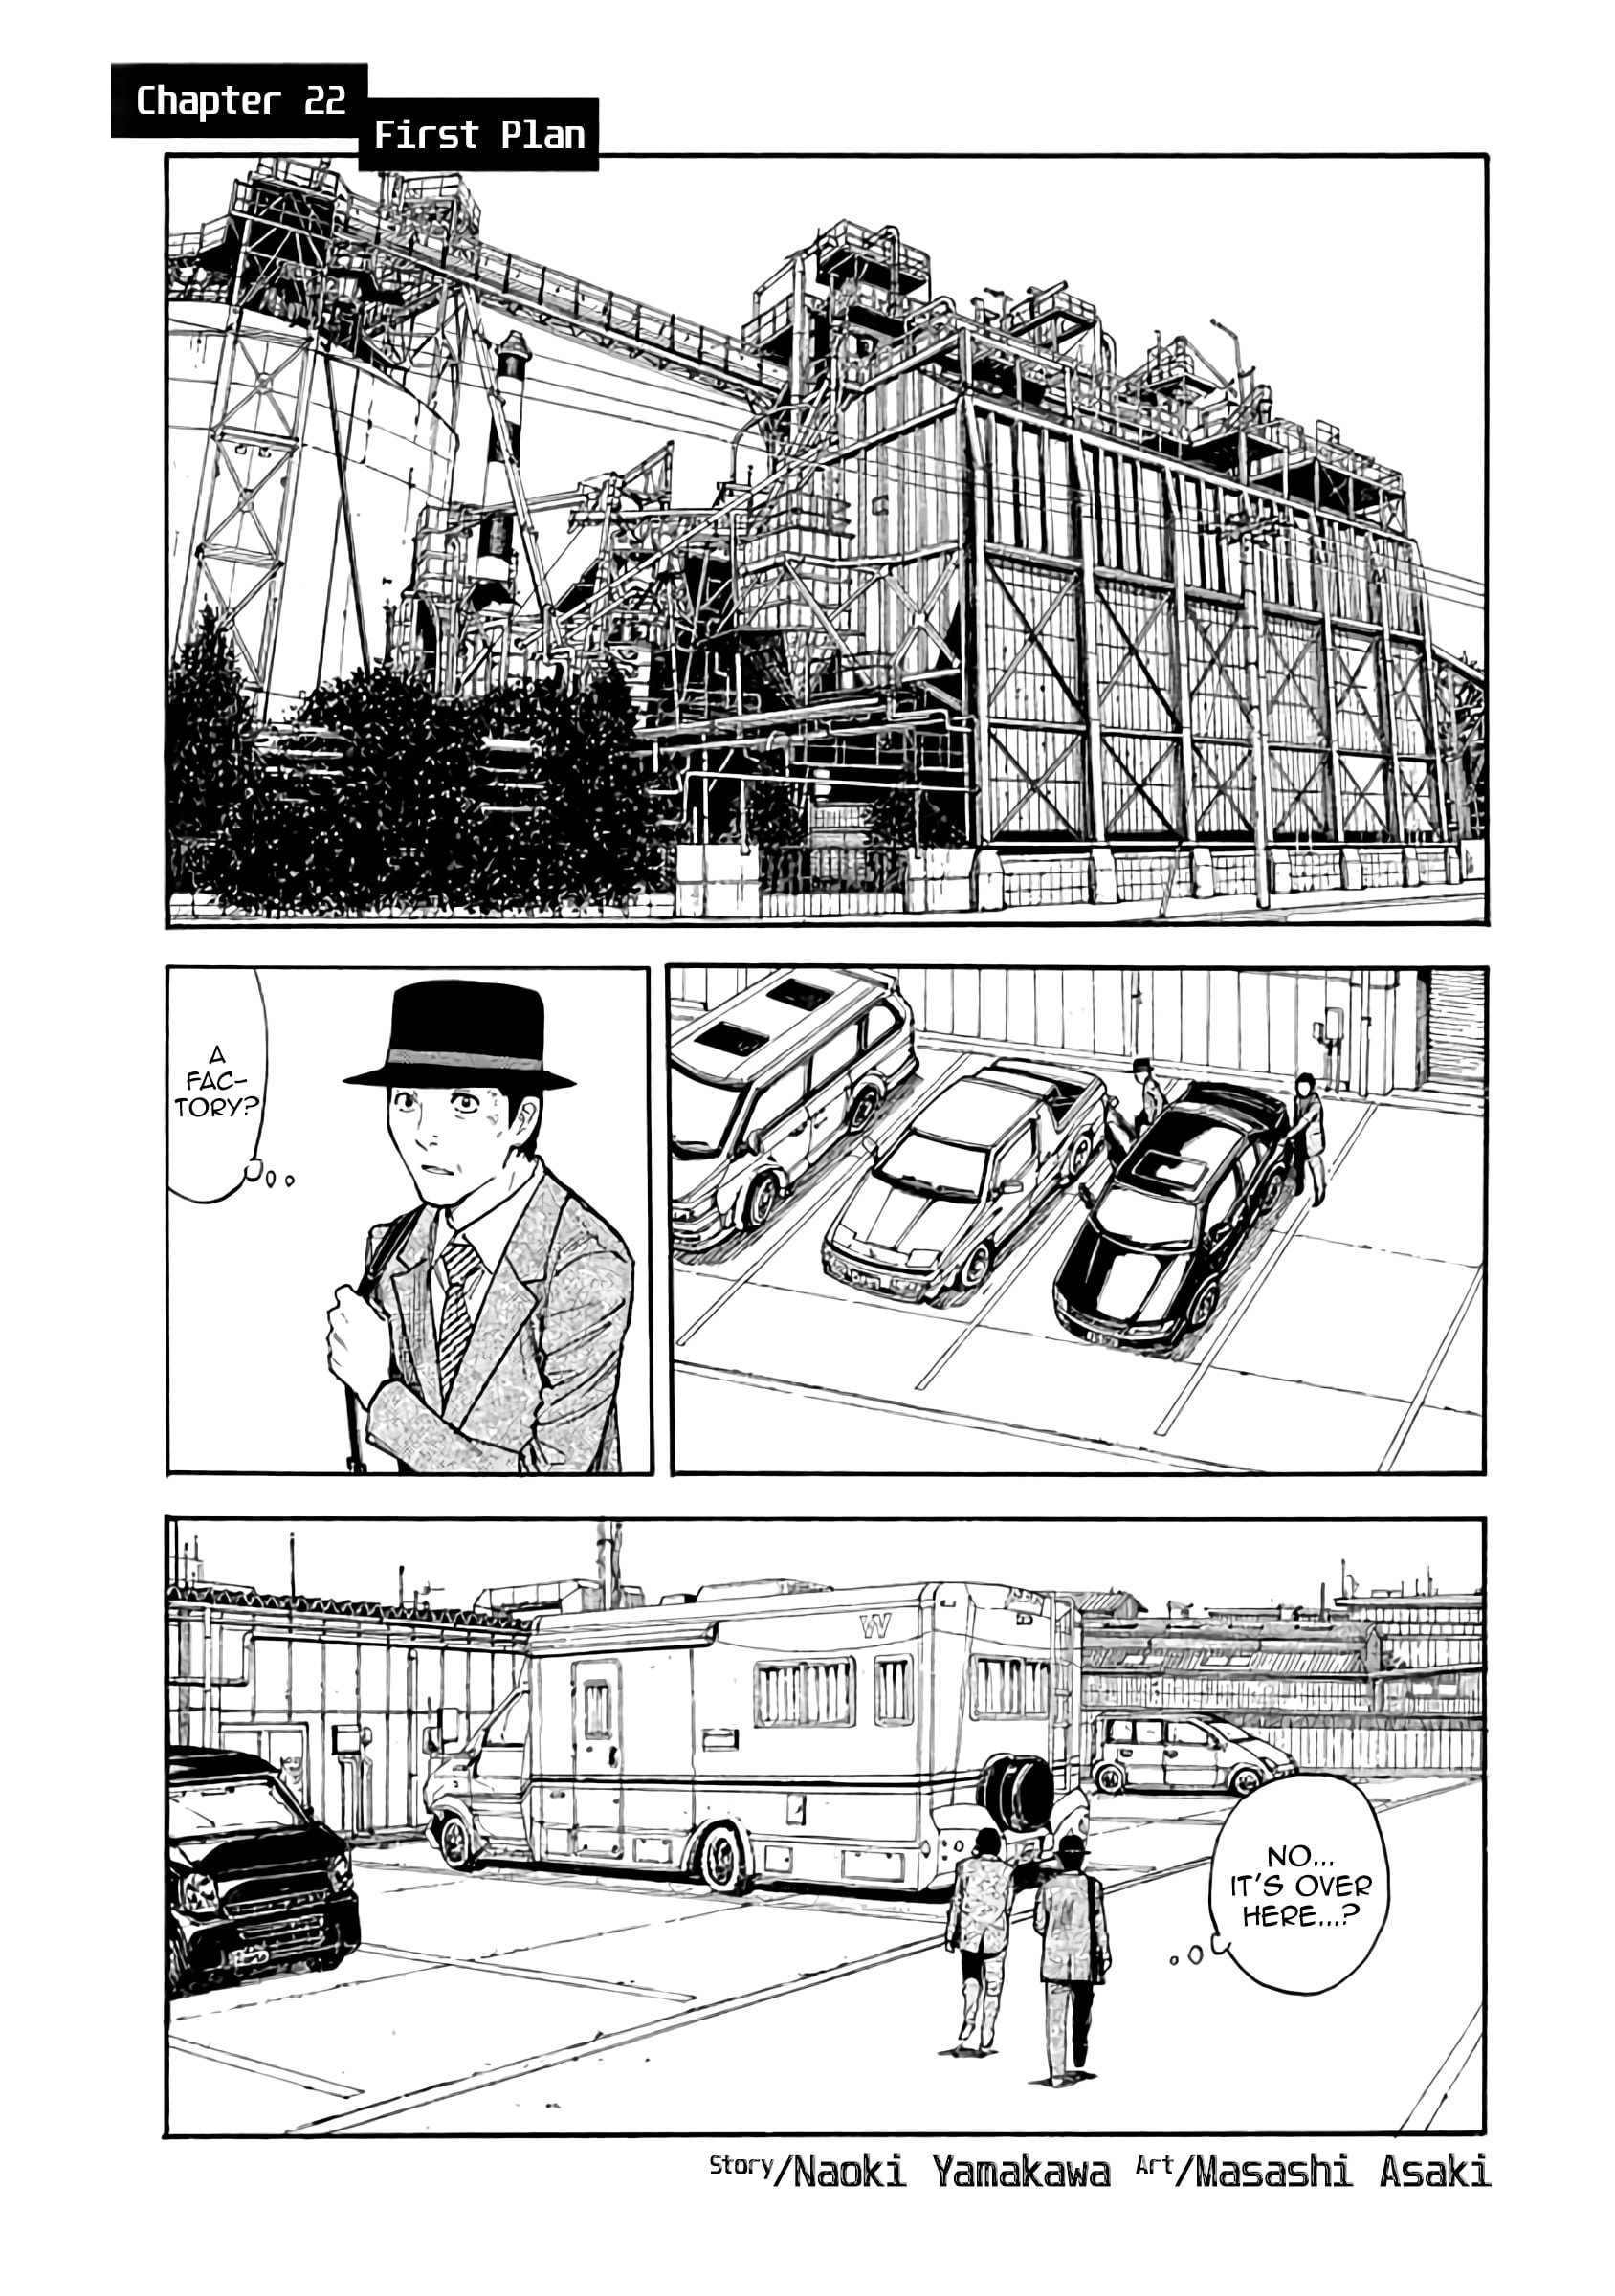 Chapter 22
First Plan
A
FAC-
TORY?
W
NO...
IT'S OVER
HERE...?
Story/Naoki Yamakawa Art/Masashi Asaki